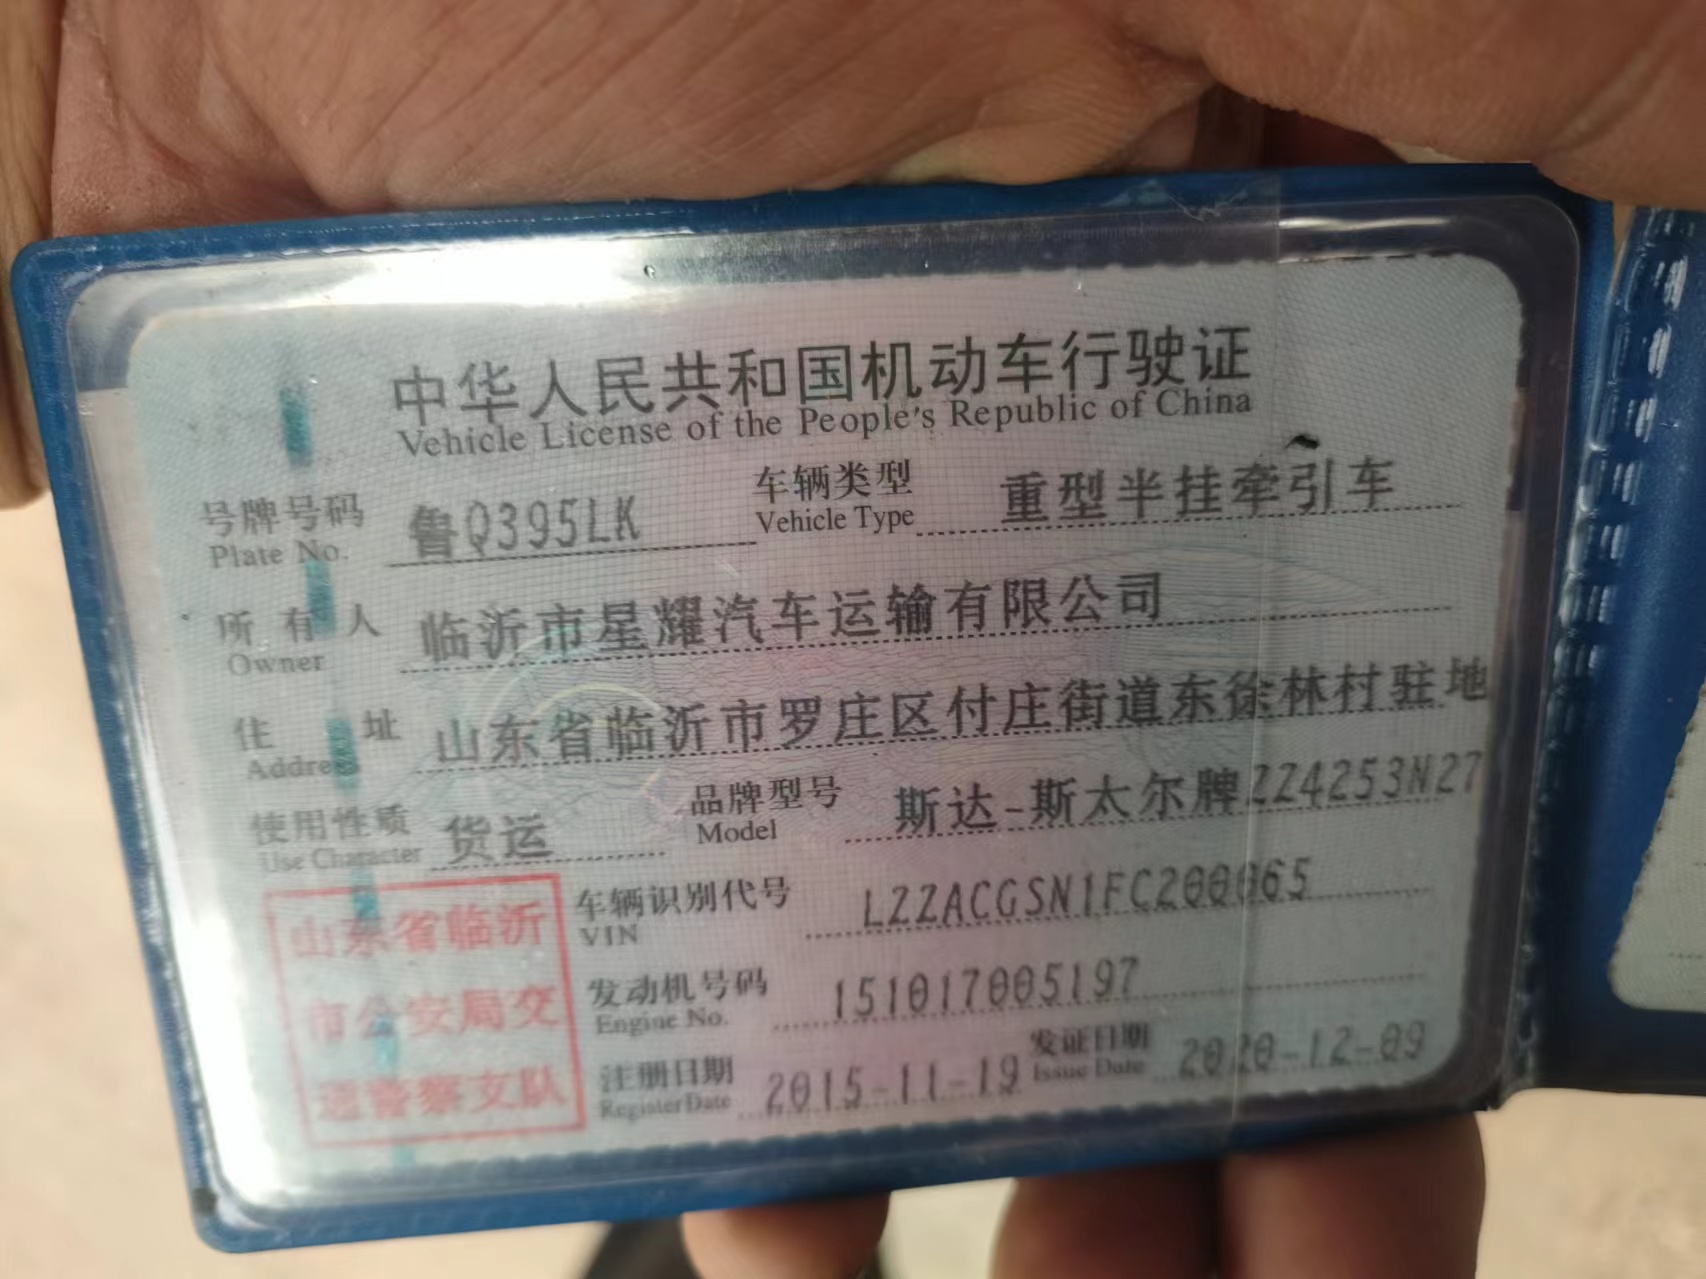 中华人民共和国机动车行驶证
Vehicle License of the People's Republic of China
号牌号码 鲁Q395LK 车辆类型 重型半挂牵引车
Plate No. Vehicle Type
所有人 临沂市星耀汽车运输有限公司
Owner
住址 山东省临沂市罗庄区付庄街道东徐林村驻地
Address
使用性质 货运 品牌型号 斯达-斯太尔牌ZZ4253N27
Use Character Model
山东省临沂
市公安局交
通警察支队
车辆识别代号 LZZACGSN1FC200065
VIN
发动机号码 151017005197
Engine No.
注册日期 2015-11-19 发证日期 2020-12-09
Register Date Issue Date